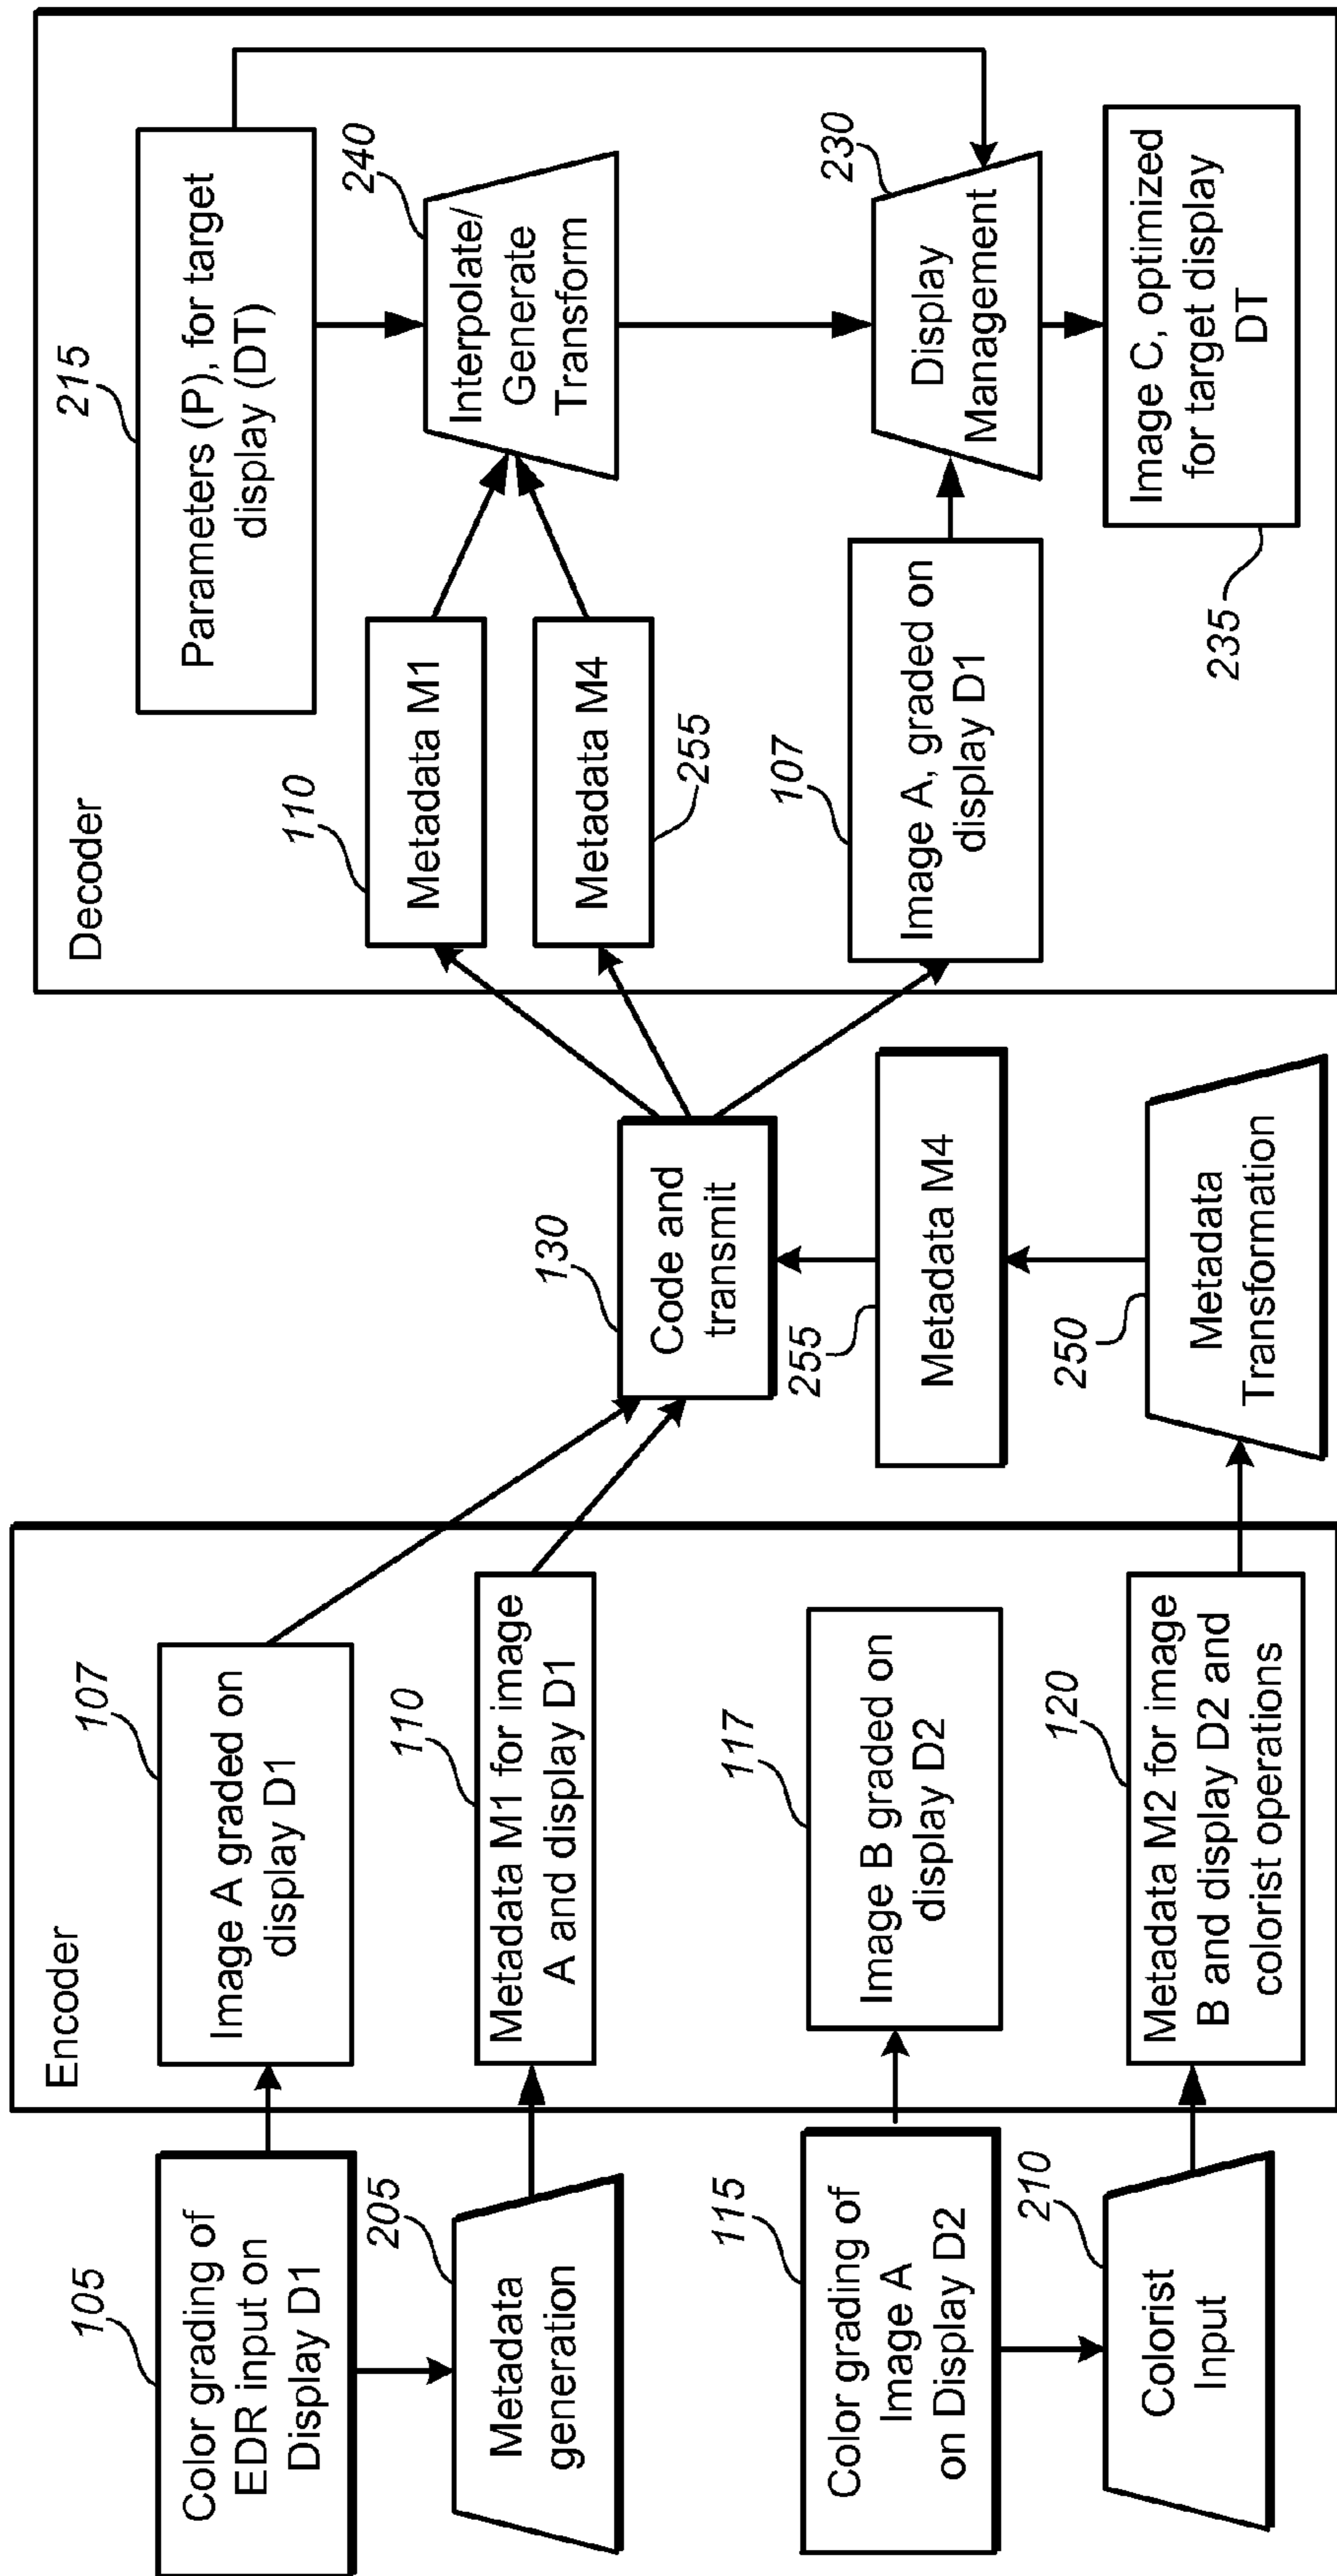 105
Color grading of
EDR input on
Display D1
205
Metadata
generation
115
Color grading of
Image A
on Display D2
210
Colorist
Input
Encoder
107
Image A graded on
display D1
110
Metadata M1 for image
A and display D1
117
Image B graded on
display D2
120
Metadata M2 for image
B and display D2 and
colorist operations
130
Code and
transmit
255
Metadata M4
250
Metadata
Transformation
Decoder
215
Parameters (P), for target
display (DT)
110
Metadata M1
Metadata M4
255
240
Interpolate/
Generate
Transform
107
Image A, graded on
display D1
230
Display
Management
Image C, optimized
for target display
DT
235